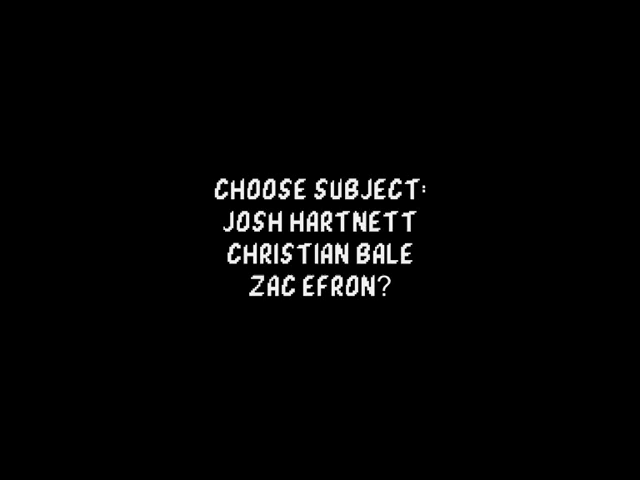 CHOOSE SUBJECT:
JOSH HARTNETT
CHRISTIAN BALE
ZAC EFRON?